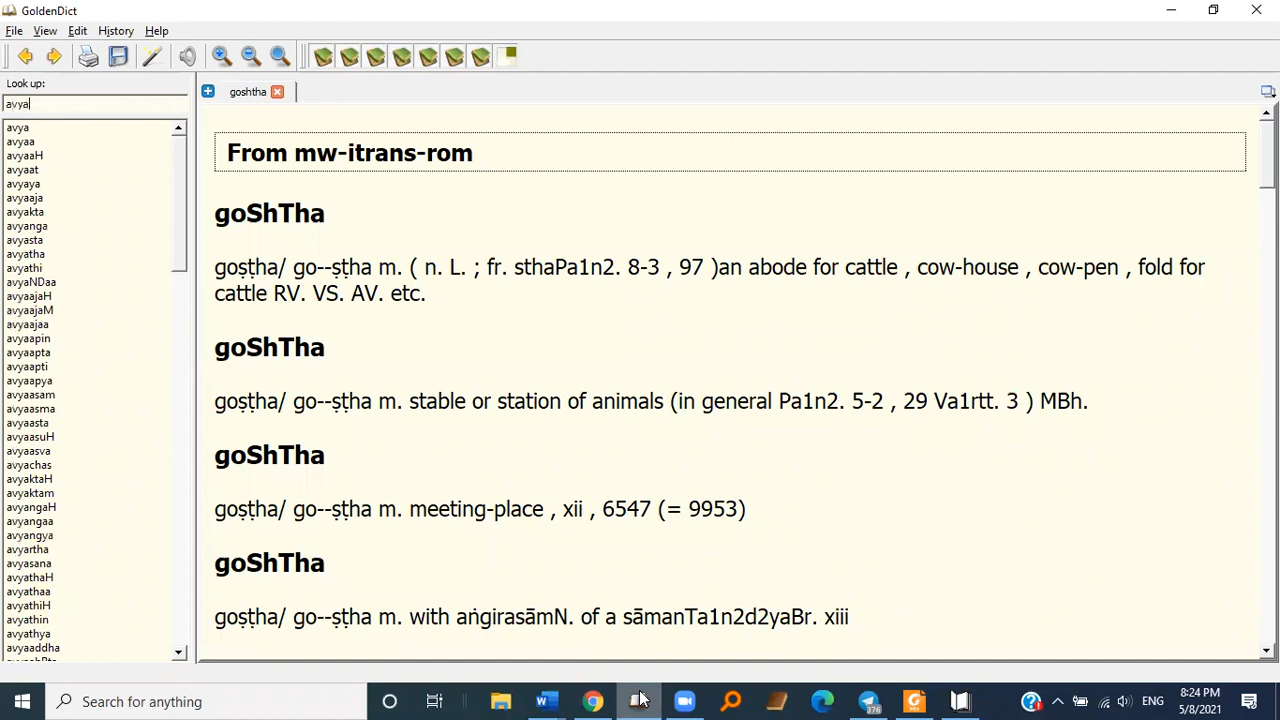 GoldenDict
File View Edit History Help
Look up:
avya
avya
avyaa
avyaaH
avyaat
avyaya
avyaaja
avyakta
avyanga
avyasta
avyatha
avyathi
avyaNDaa
avyaajaH
avyaajaM
avyaajaa
avyaapin
avyaapta
avyaapti
avyaapya
avyaasam
avyaasma
avyaasta
avyaasuH
avyaasva
avyachas
avyaktaH
avyaktam
avyangaH
avyangaa
avyangya
avyartha
avyasana
avyathaH
avyathaa
avyathiH
avyathin
avyathya
avyaaddha
goshtha
From mw-itrans-rom
goShTha
goṣṭha/ go--ṣṭha m. ( n. L. ; fr. sthaPa1n2. 8-3 , 97 )an abode for cattle , cow-house , cow-pen , fold for
cattle RV. VS. AV. etc.
goShTha
goṣṭha/ go--ṣṭha m. stable or station of animals (in general Pa1n2. 5-2 , 29 Va1rtt. 3 ) MBh.
goShTha
goṣṭha/ go--ṣṭha m. meeting-place , xii , 6547 (= 9953)
goShTha
goṣṭha/ go--ṣṭha m. with aṅgirasāmN. of a sāmanTa1n2d2yaBr. xiii
Search for anything
376
ENG
8:24 PM
5/8/2021